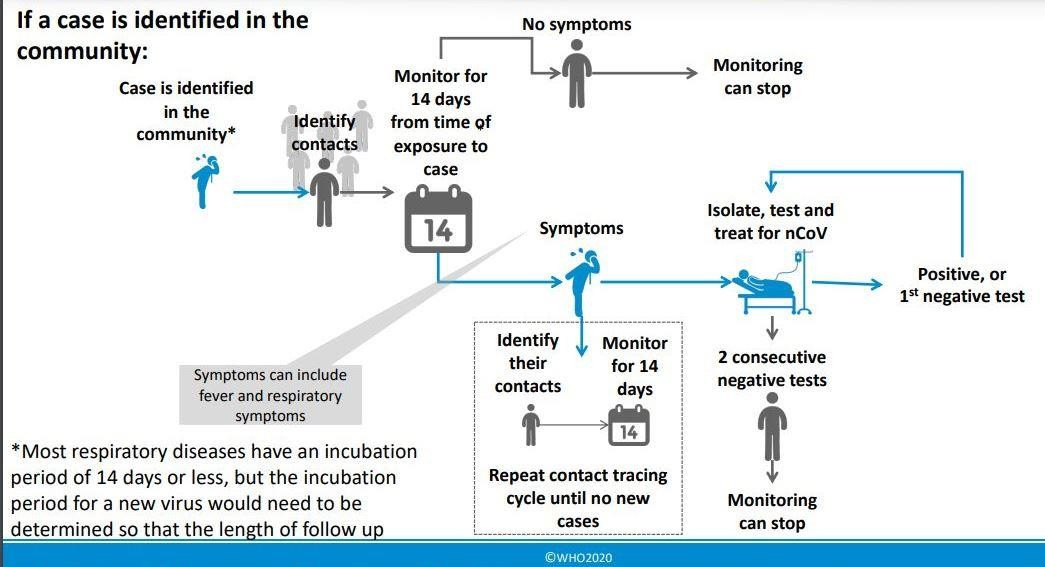 If a case is identified in the
community:
Case is identified
in the
community*
Identify
contacts
Monitor for
14 days
from time of
exposure to
case
14
No symptoms
Monitoring
can stop
Symptoms
Isolate, test and
treat for nCoV
Positive, or
1st negative test
Identify
their
contacts
Monitor
for 14
days
14
Repeat contact tracing
cycle until no new
cases
2 consecutive
negative tests
Monitoring
can stop
Symptoms can include
fever and respiratory
symptoms
*Most respiratory diseases have an incubation
period of 14 days or less, but the incubation
period for a new virus would need to be
determined so that the length of follow up
©WHO2020